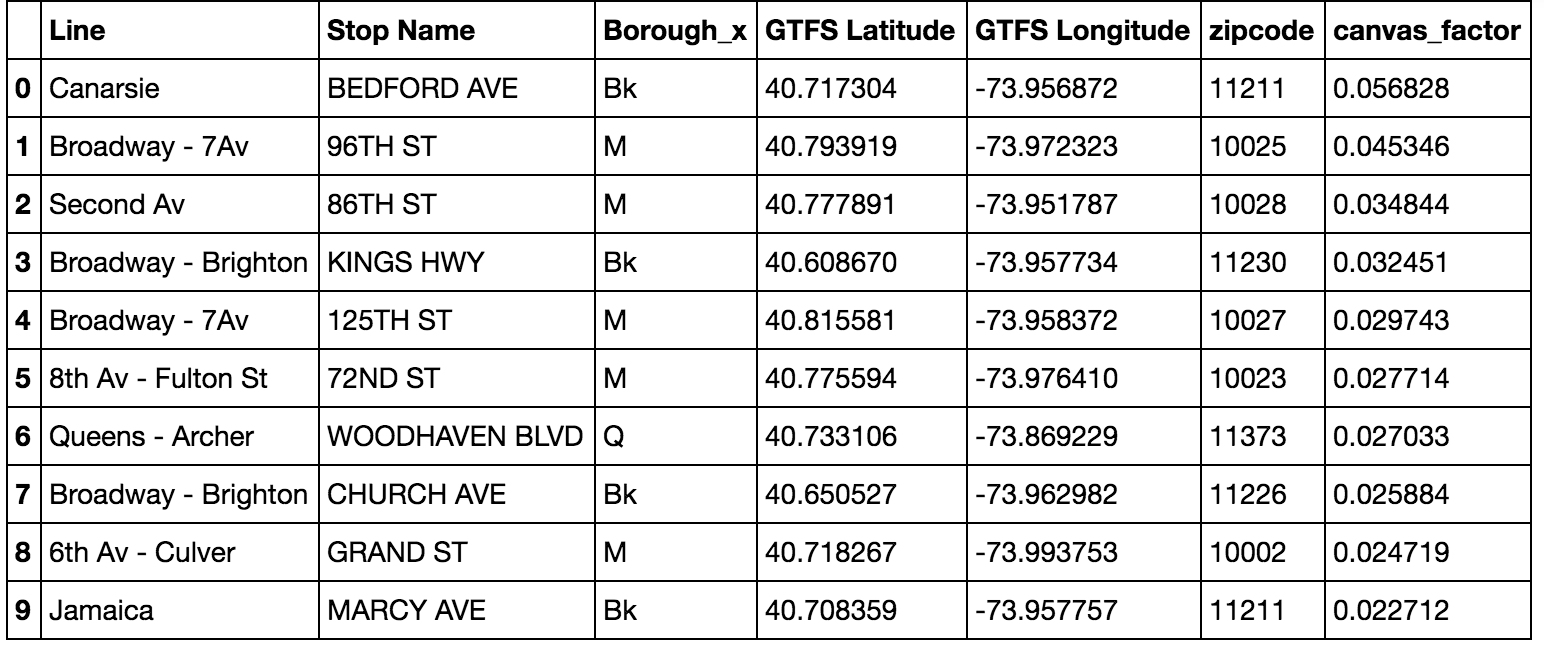 Line Stop Name Borough_x GTFS Latitude GTFS Longitude zipcode canvas_factor
0 Canarsie BEDFORD AVE Bk 40.717304 -73.956872 11211 0.056828
1 Broadway - 7Av 96TH ST M 40.793919 -73.972323 10025 0.045346
2 Second Av 86TH ST M 40.777891 -73.951787 10028 0.034844
3 Broadway - Brighton KINGS HWY Bk 40.608670 -73.957734 11230 0.032451
4 Broadway - 7Av 125TH ST M 40.815581 -73.958372 10027 0.029743
5 8th Av - Fulton St 72ND ST M 40.775594 -73.976410 10023 0.027714
6 Queens - Archer WOODHAVEN BLVD Q 40.733106 -73.869229 11373 0.027033
7 Broadway - Brighton CHURCH AVE Bk 40.650527 -73.962982 11226 0.025884
8 6th Av - Culver GRAND ST M 40.718267 -73.993753 10002 0.024719
9 Jamaica MARCY AVE Bk 40.708359 -73.957757 11211 0.022712